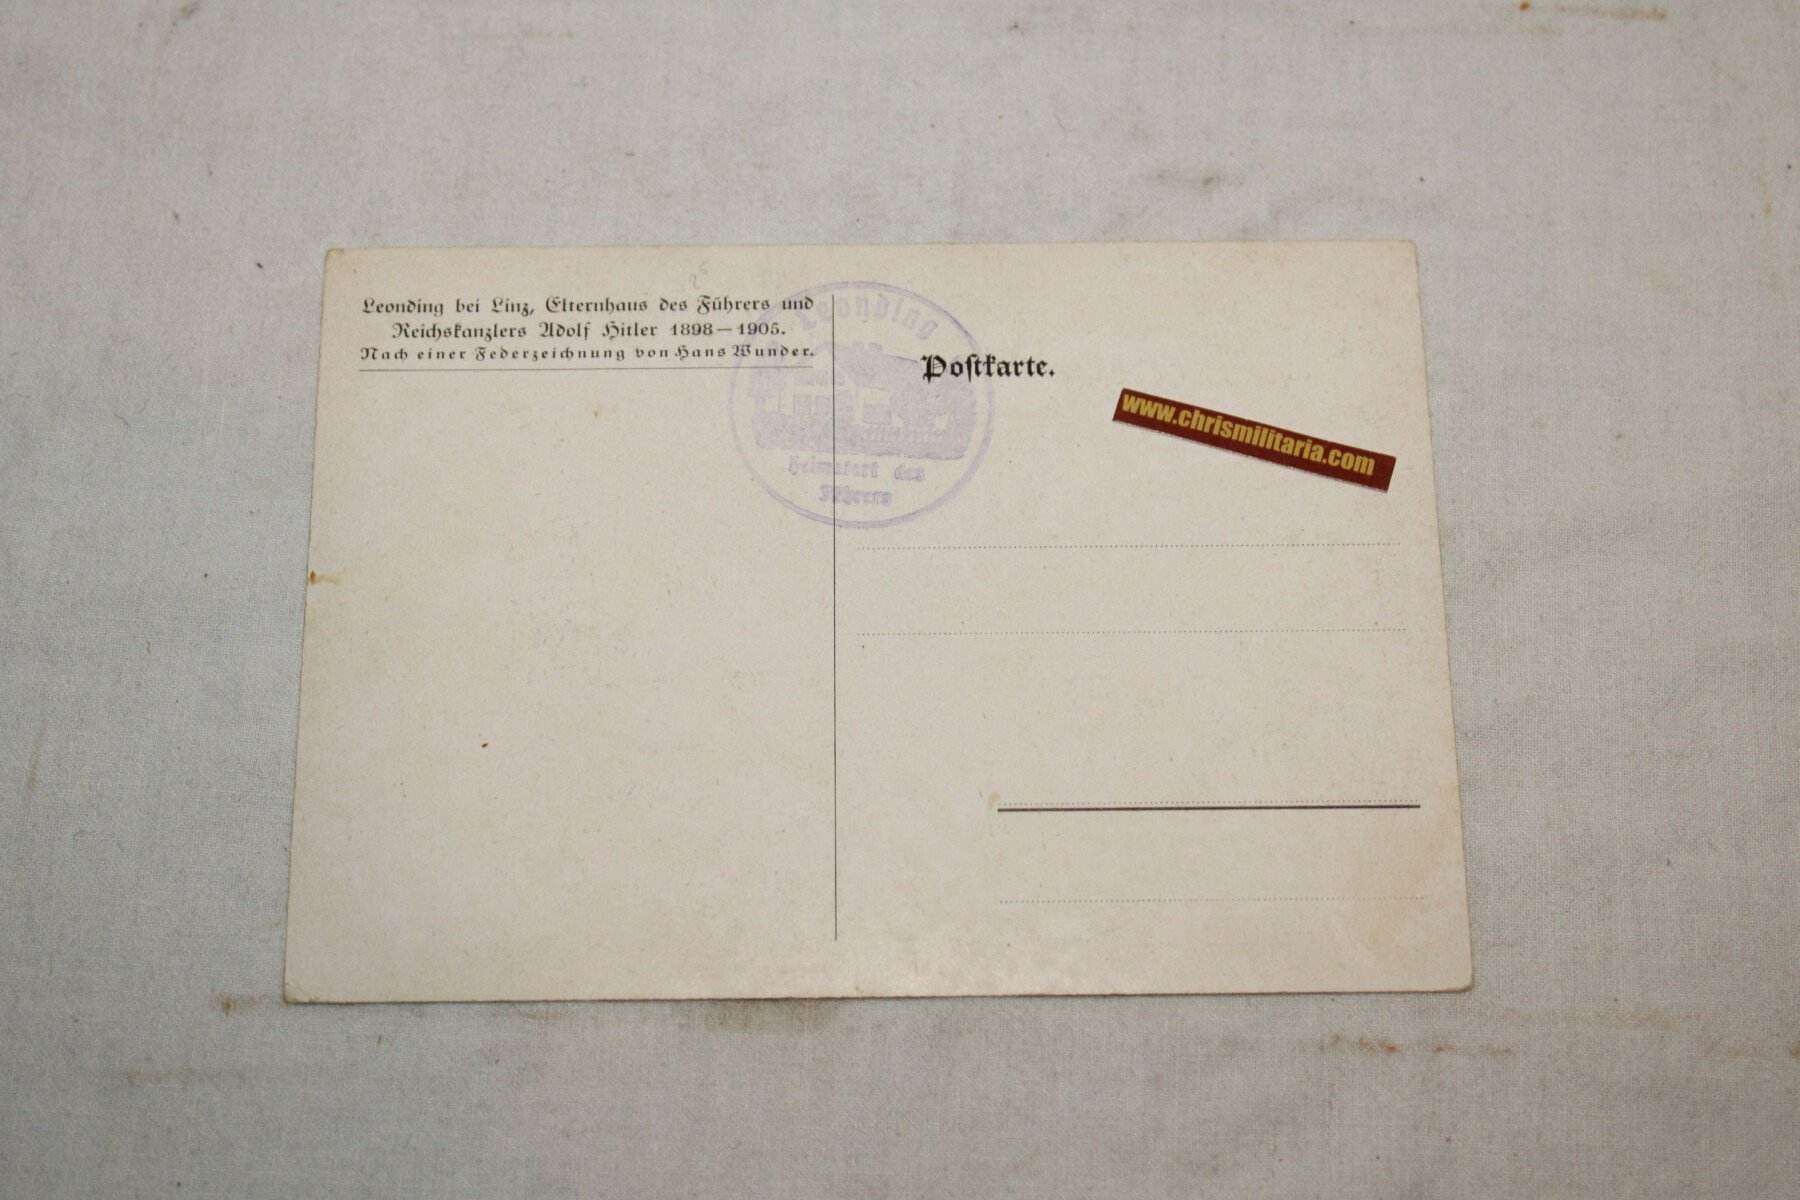 Leonding bei Linz, Elternhaus des Führers und
Reichskanzlers Adolf Hitler 1898—1905.
Nach einer Federzeichnung von Hans Wunder.
Leonding
Heimatort des
Führers
Poſtkarte.
www.chrismilitaria.com